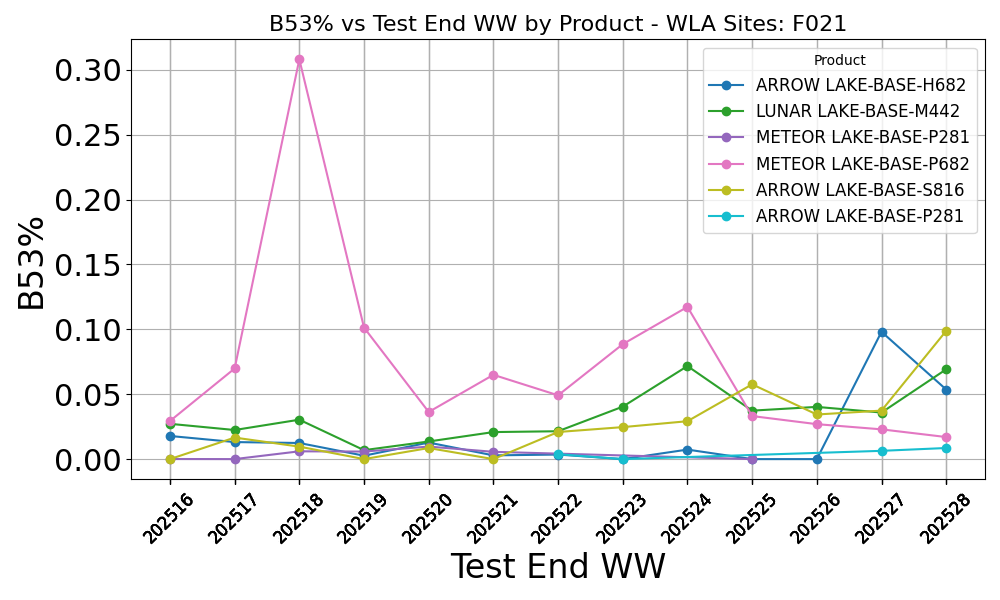 B53% vs Test End WW by Product - WLA Sites: F021
Product
ARROW LAKE-BASE-H682
LUNAR LAKE-BASE-M442
METEOR LAKE-BASE-P281
METEOR LAKE-BASE-P682
ARROW LAKE-BASE-S816
ARROW LAKE-BASE-P281
B53%
0.30
0.25
0.20
0.15
0.10
0.05
0.00
202516
202517
202518
202519
202520
202521
202522
202523
202524
202525
202526
202527
202528
Test End WW